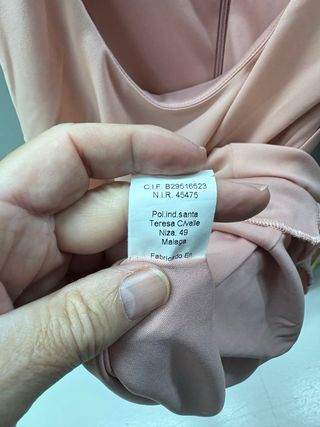 C.I.F. B29516523
N.I.R. 45475
Pol.ind.santa
Teresa C/valle
Niza, 49
Malaga
Fabricado En